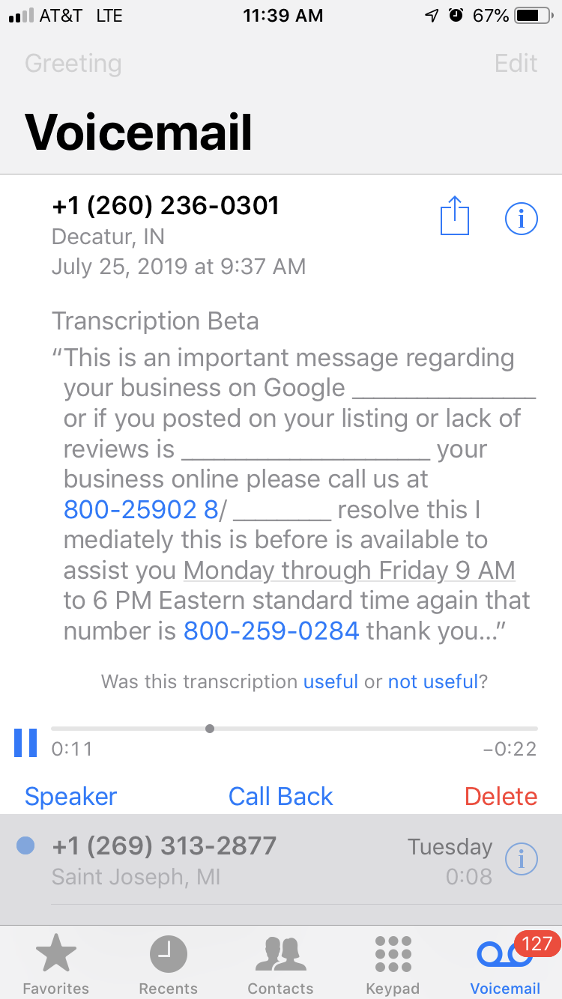 AT&T LTE 11:39 AM 67%
Greeting Edit
Voicemail
+1 (260) 236-0301
Decatur, IN
July 25, 2019 at 9:37 AM
Transcription Beta
“This is an important message regarding
your business on Google ______________
or if you posted on your listing or lack of
reviews is ___________________ your
business online please call us at
800-25902 8/ ________ resolve this I
mediately this is before is available to
assist you Monday through Friday 9 AM
to 6 PM Eastern standard time again that
number is 800-259-0284 thank you...”
Was this transcription useful or not useful?
0:11 −0:22
Speaker Call Back Delete
+1 (269) 313-2877 Tuesday
Saint Joseph, MI 0:08
127
Favorites Recents Contacts Keypad Voicemail